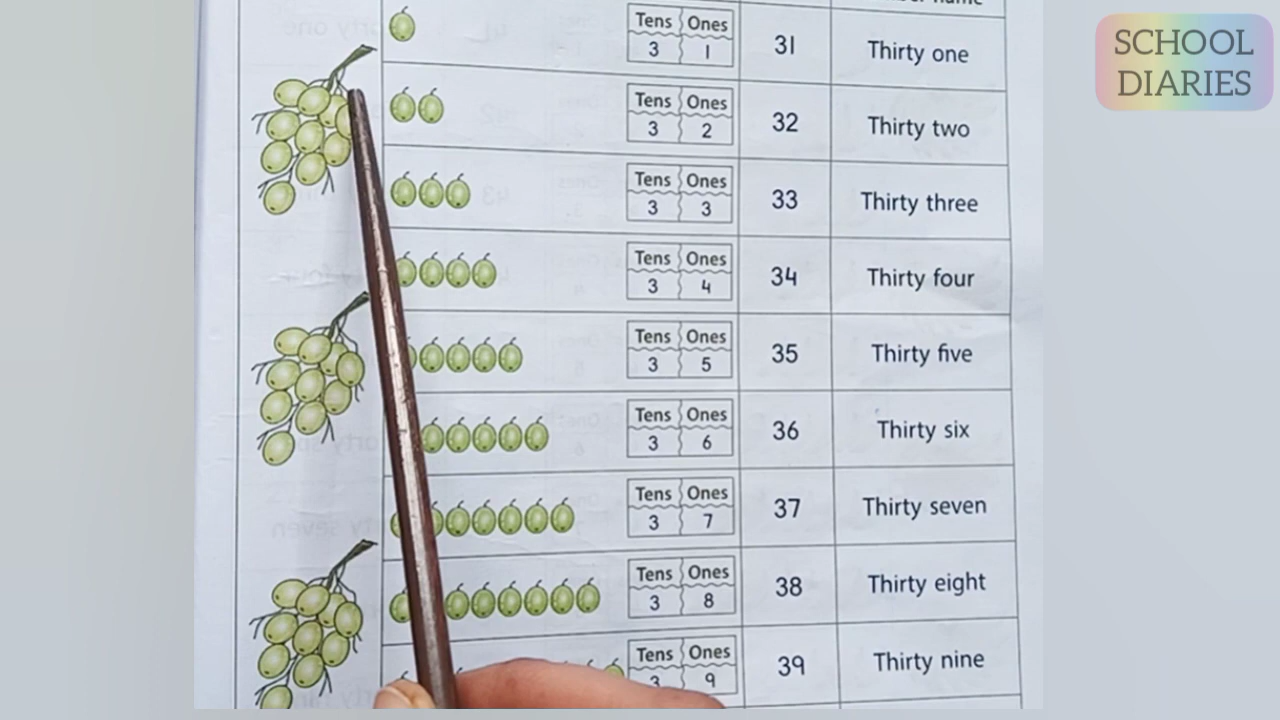 SCHOOL
DIARIES
name
Tens Ones
3 1
31
Thirty one
Tens Ones
3 2
32
Thirty two
Tens Ones
3 3
33
Thirty three
Tens Ones
3 4
34
Thirty four
Tens Ones
3 5
35
Thirty five
Tens Ones
3 6
36
Thirty six
Tens Ones
3 7
37
Thirty seven
Tens Ones
3 8
38
Thirty eight
Tens Ones
3 9
39
Thirty nine